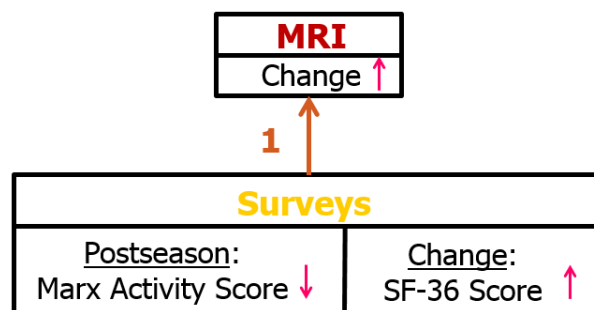 MRI
Change
1
Surveys
Postseason:
Marx Activity Score
Change:
SF-36 Score